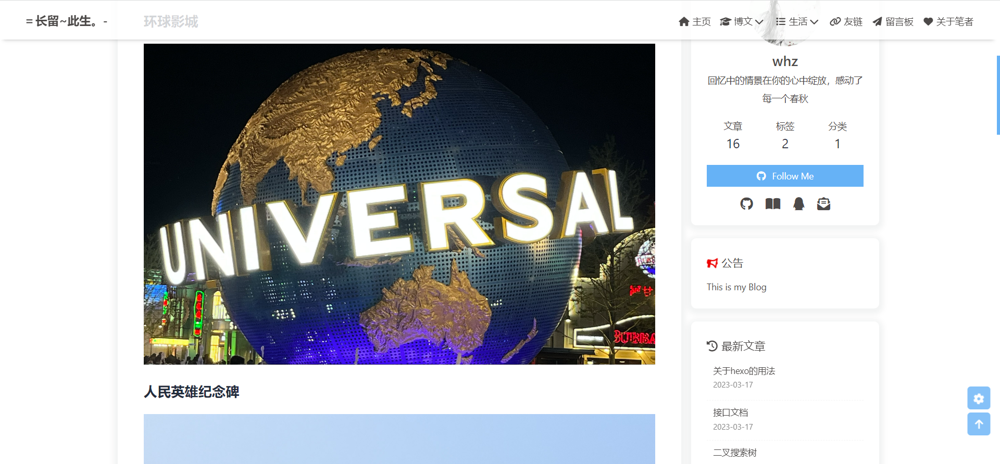 = 长留~此生。-
主页
博文
生活
友链
留言板
关于笔者
环球影城
UNIVERSAL
人民英雄纪念碑
whz
回忆中的情景在你的心中绽放，感动了
每一个春秋
文章
标签
分类
16
2
1
Follow Me
公告
This is my Blog
最新文章
关于hexo的用法
2023-03-17
接口文档
2023-03-17
二叉搜索树